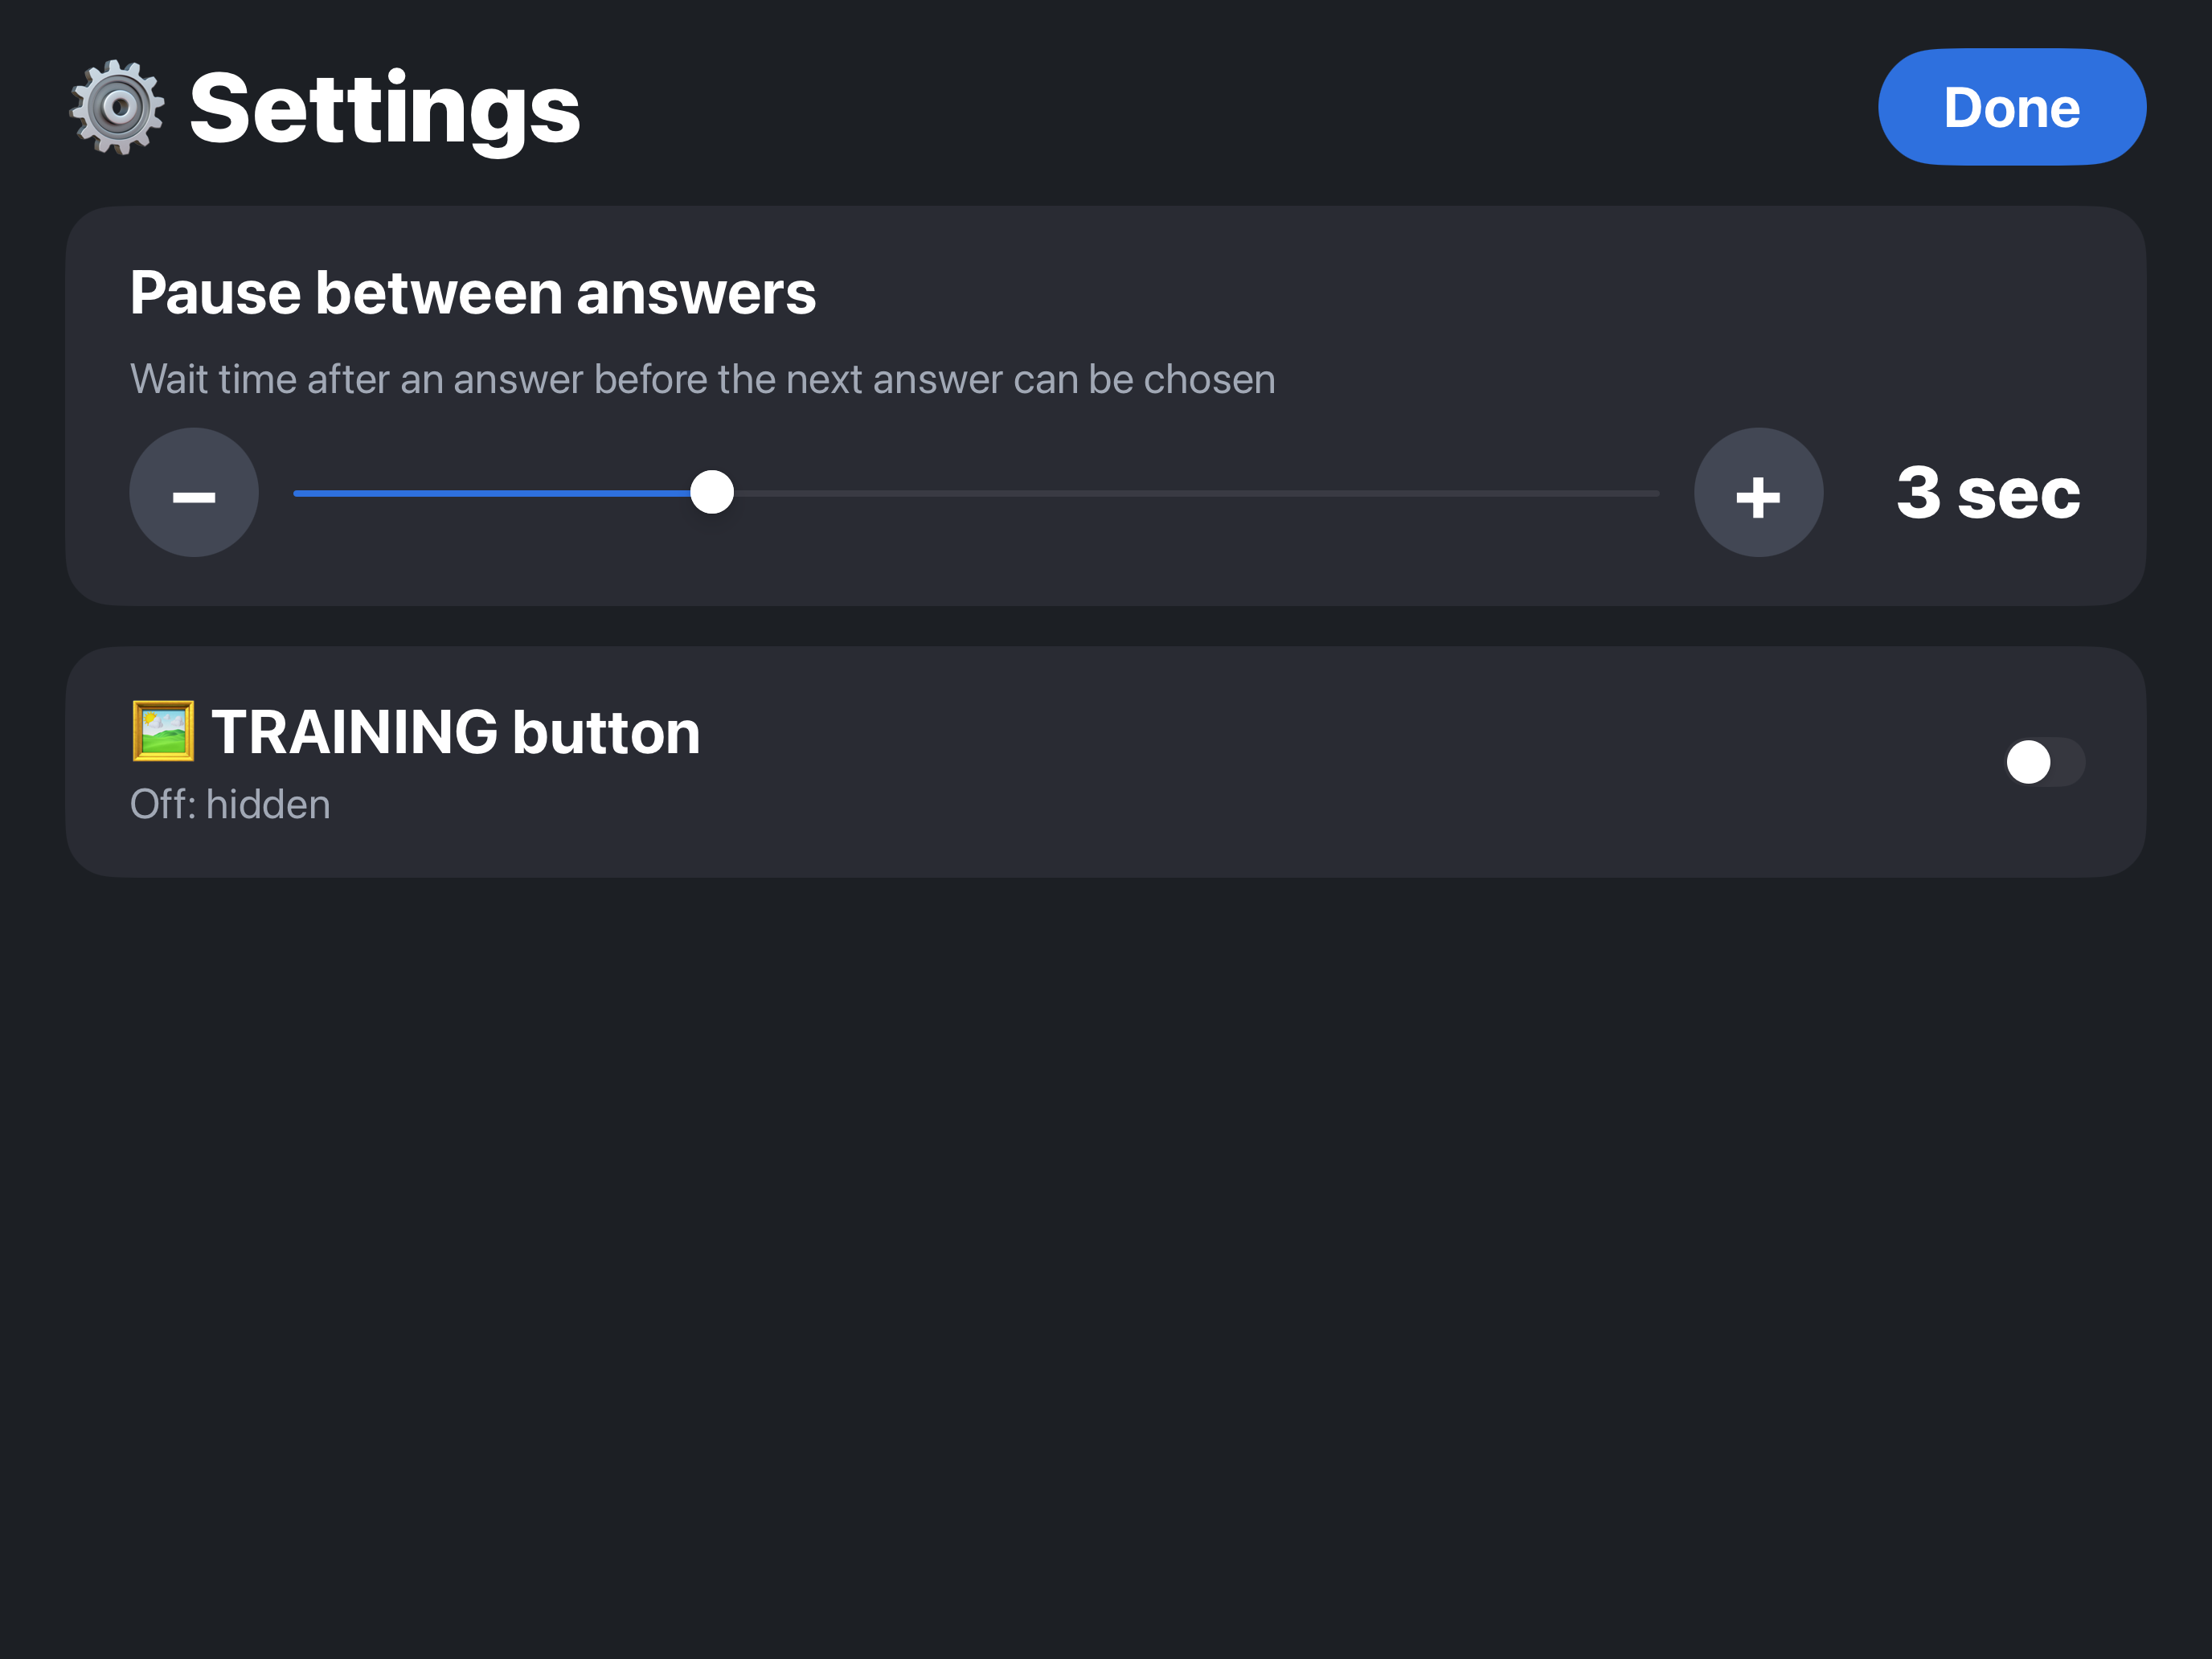 Settings
Done
Pause between answers
Wait time after an answer before the next answer can be chosen
− + 3 sec
TRAINING button
Off: hidden